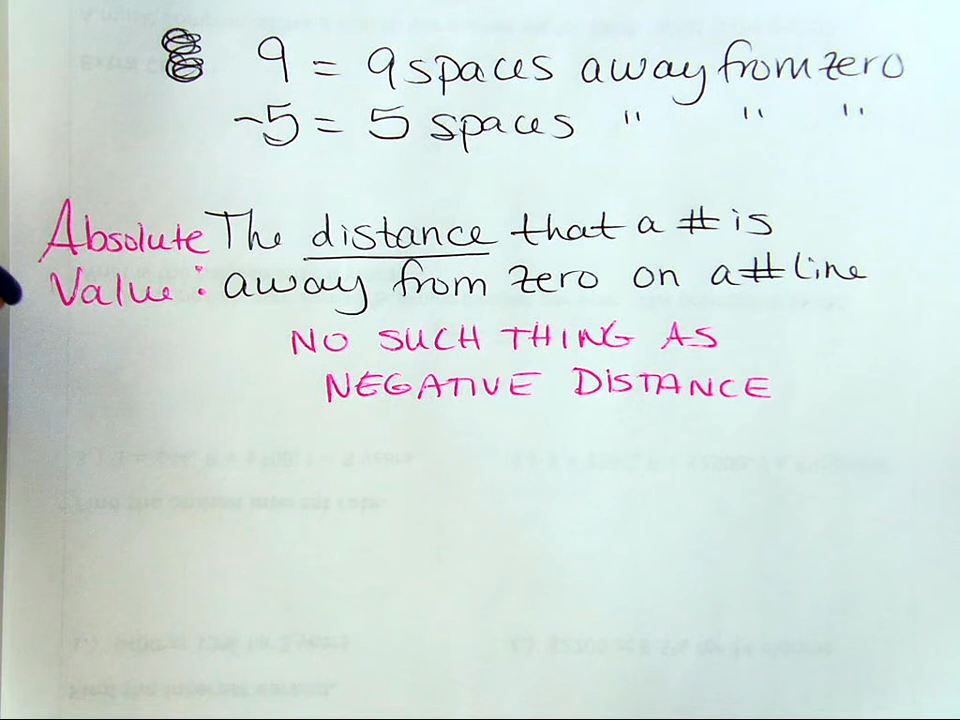 9 = 9 spaces away from zero
-5 = 5 spaces " " "
Absolute The distance that a # is
Value: away from zero on a # line
NO SUCH THING AS
NEGATIVE DISTANCE